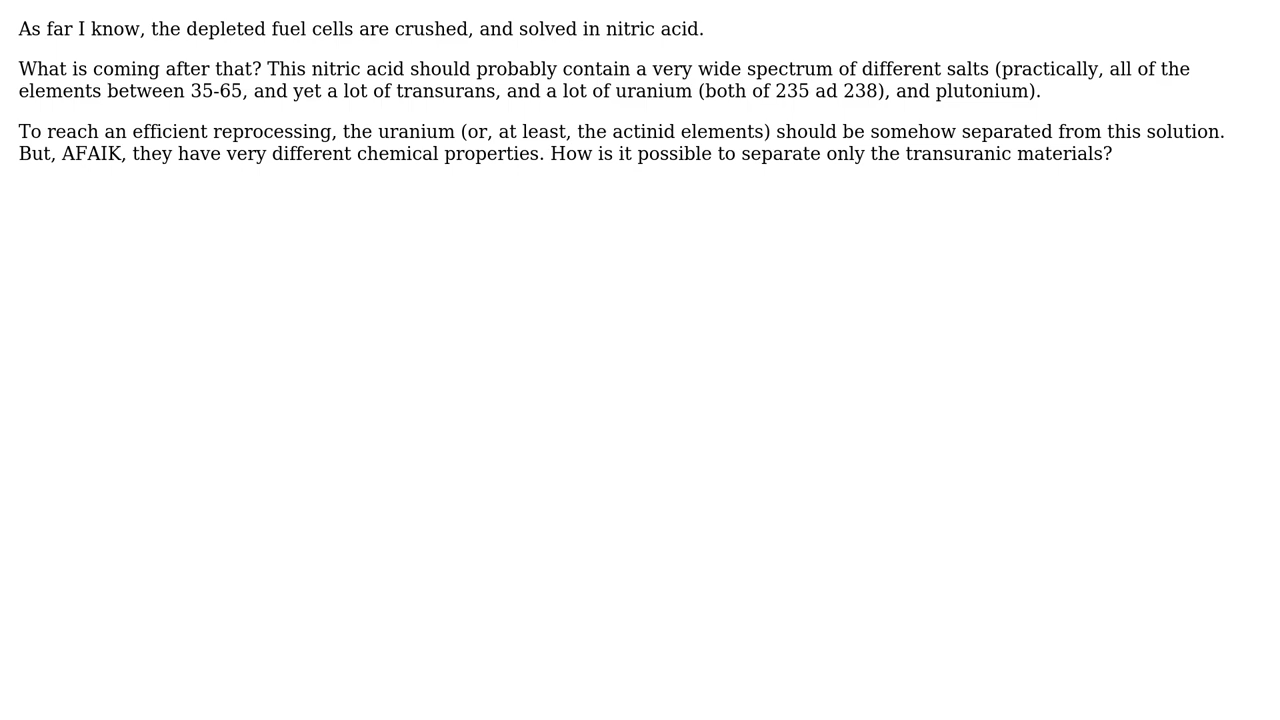 As far I know, the depleted fuel cells are crushed, and solved in nitric acid.
What is coming after that? This nitric acid should probably contain a very wide spectrum of different salts (practically, all of the
elements between 35-65, and yet a lot of transurans, and a lot of uranium (both of 235 ad 238), and plutonium).
To reach an efficient reprocessing, the uranium (or, at least, the actinid elements) should be somehow separated from this solution.
But, AFAIK, they have very different chemical properties. How is it possible to separate only the transuranic materials?